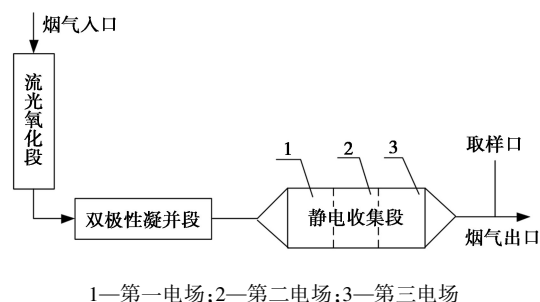 烟气入口
流光氧化段
双极性凝并段
1
2
3
静电收集段
取样口
烟气出口
1—第一电场;2—第二电场;3—第三电场